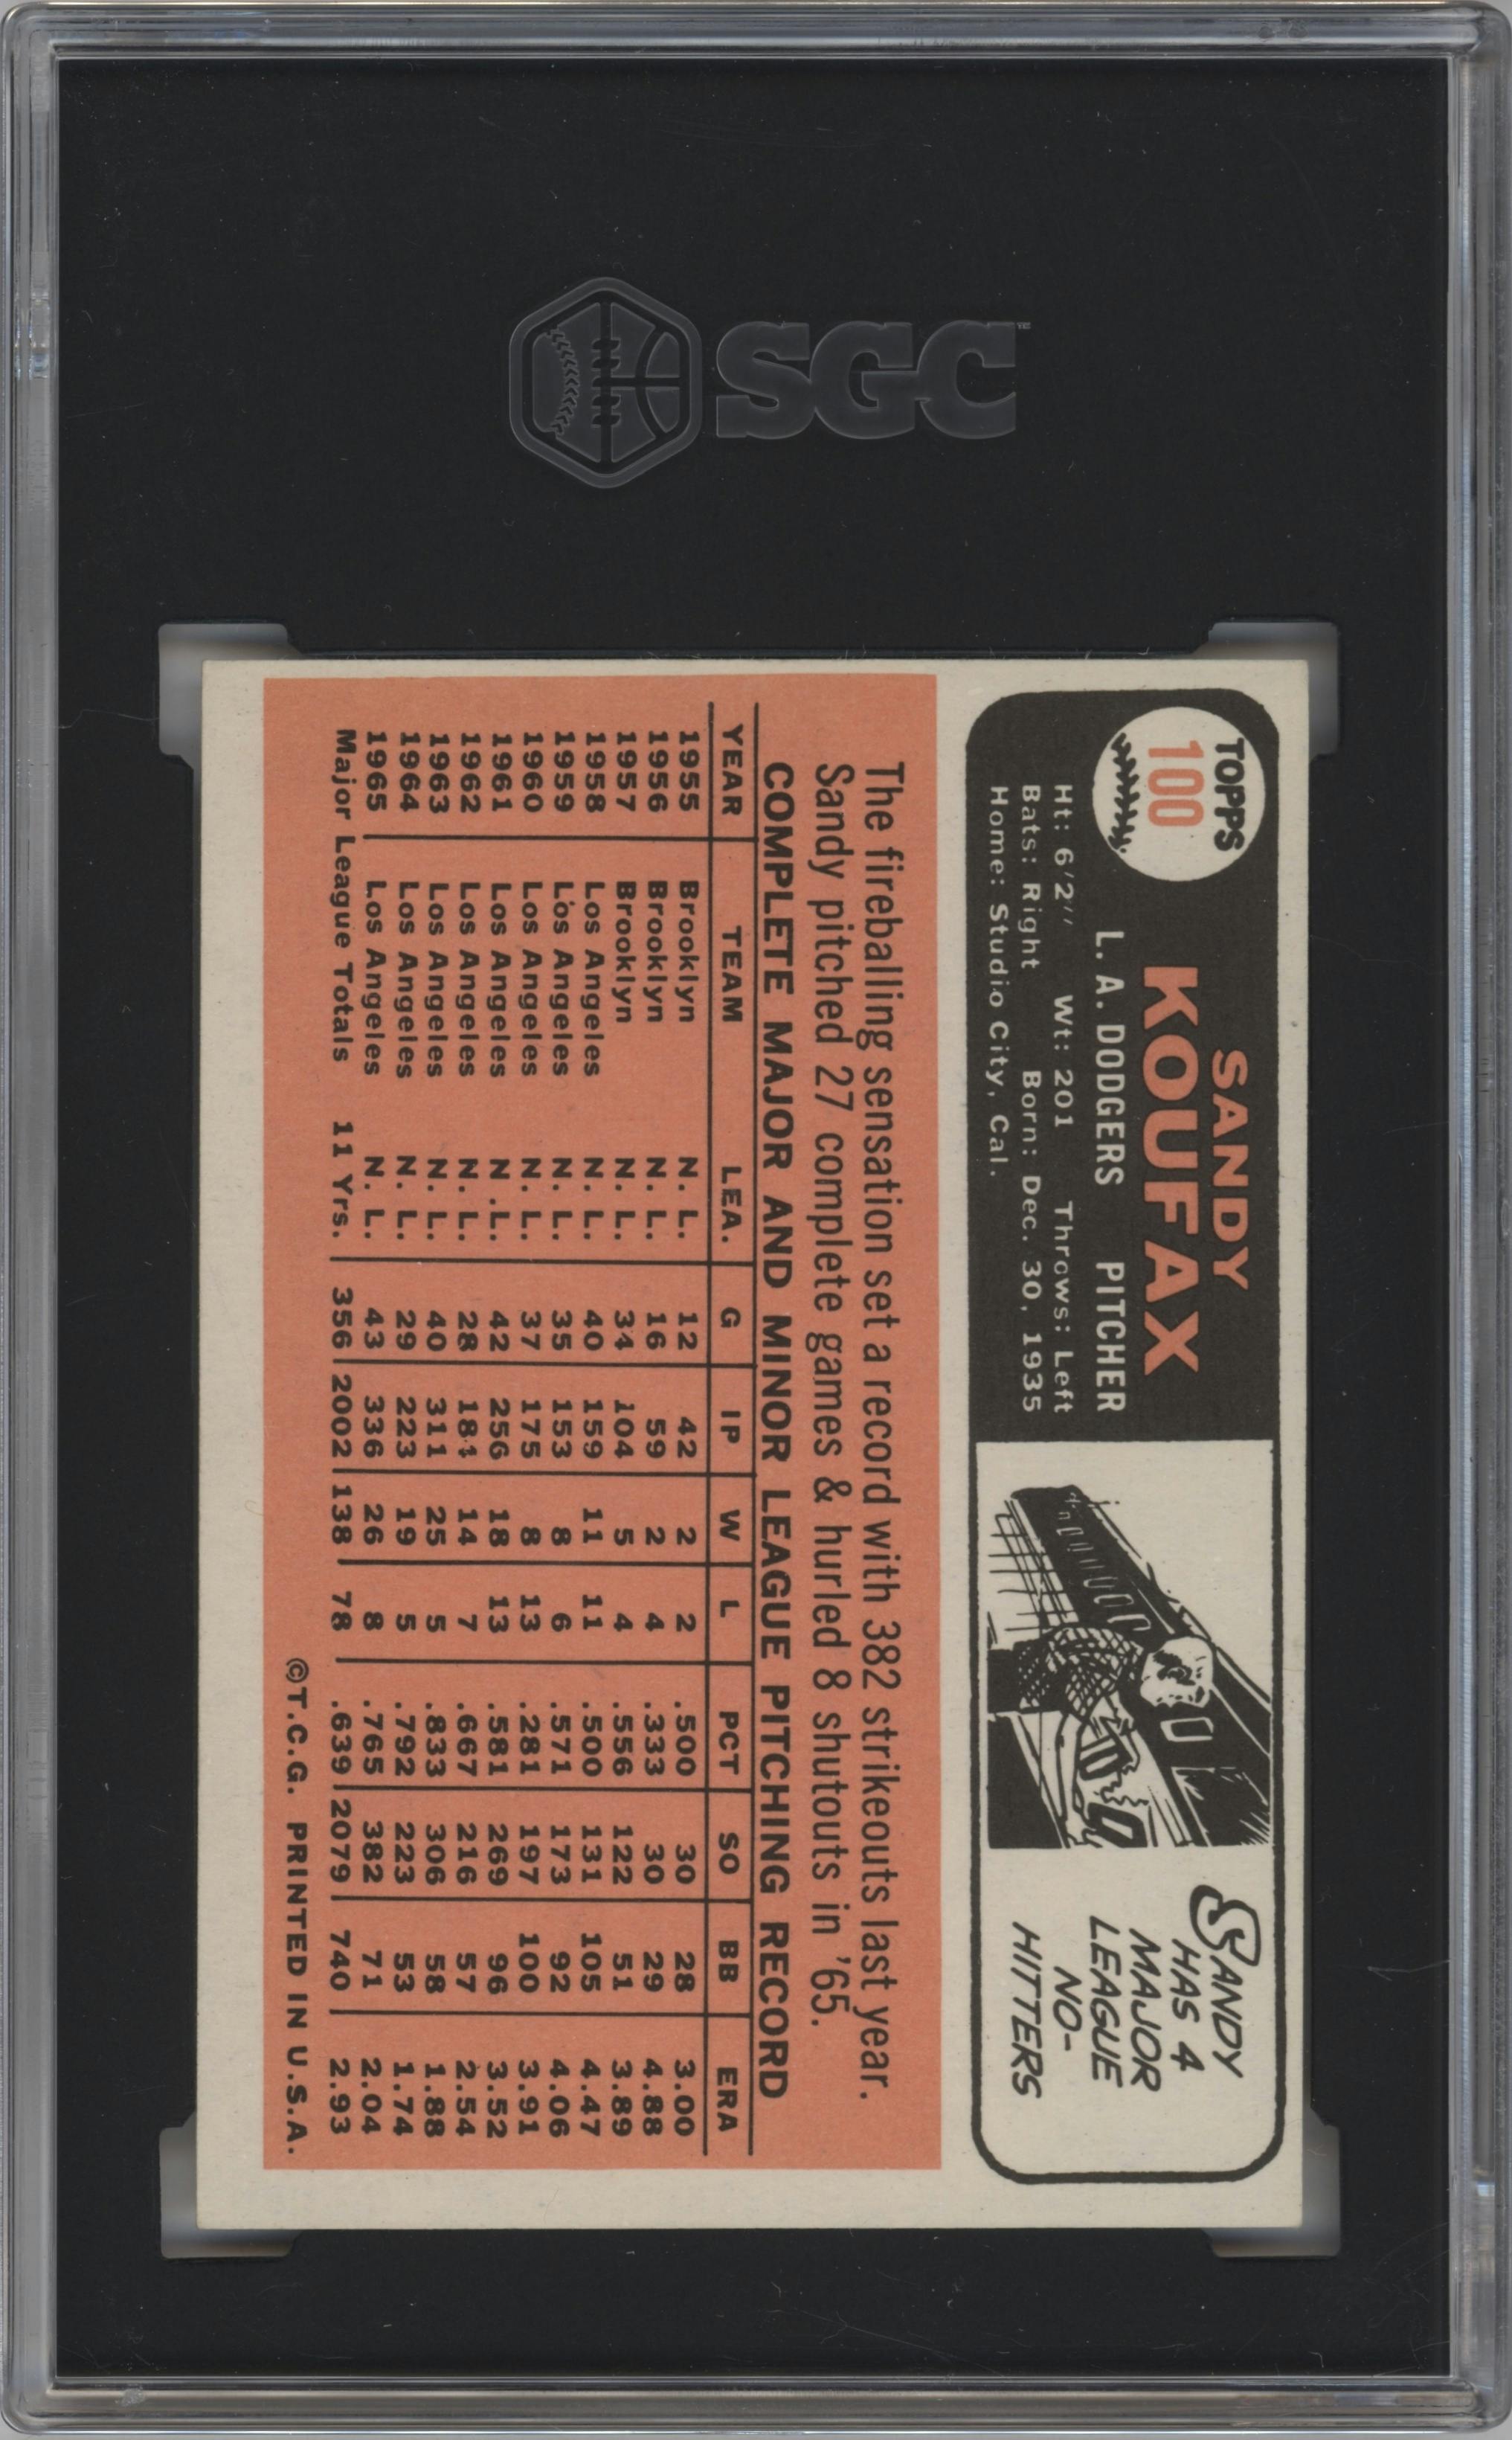 SGC™
TOPPS
100
SANDY
KOUFAX
L. A. DODGERS PITCHER
Ht: 6'2'' Wt: 201 Throws: Left
Bats: Right Born: Dec. 30, 1935
Home: Studio City, Cal.
SANDY
HAS 4
MAJOR
LEAGUE
NO-
HITTERS
The fireballing sensation set a record with 382 strikeouts last year.
Sandy pitched 27 complete games & hurled 8 shutouts in '65.
COMPLETE MAJOR AND MINOR LEAGUE PITCHING RECORD
YEAR TEAM LEA. G IP W L PCT SO BB ERA
1955 Brooklyn N. L. 12 42 2 2 .500 30 28 3.00
1956 Brooklyn N. L. 16 59 2 4 .333 30 29 4.88
1957 Brooklyn N. L. 34 104 5 4 .556 122 51 3.89
1958 Los Angeles N. L. 40 159 11 11 .500 131 105 4.47
1959 Los Angeles N. L. 35 153 8 6 .571 173 92 4.06
1960 Los Angeles N. L. 37 175 8 13 .281 197 100 3.91
1961 Los Angeles N .L. 42 256 18 13 .581 269 96 3.52
1962 Los Angeles N. L. 28 184 14 7 .667 216 57 2.54
1963 Los Angeles N. L. 40 311 25 5 .833 306 58 1.88
1964 Los Angeles N. L. 29 223 19 5 .792 223 53 1.74
1965 Los Angeles N. L. 43 336 26 8 .765 382 71 2.04
Major League Totals 11 Yrs. 356 2002 138 78 .639 2079 740 2.93
©T.C.G. PRINTED IN U.S.A.